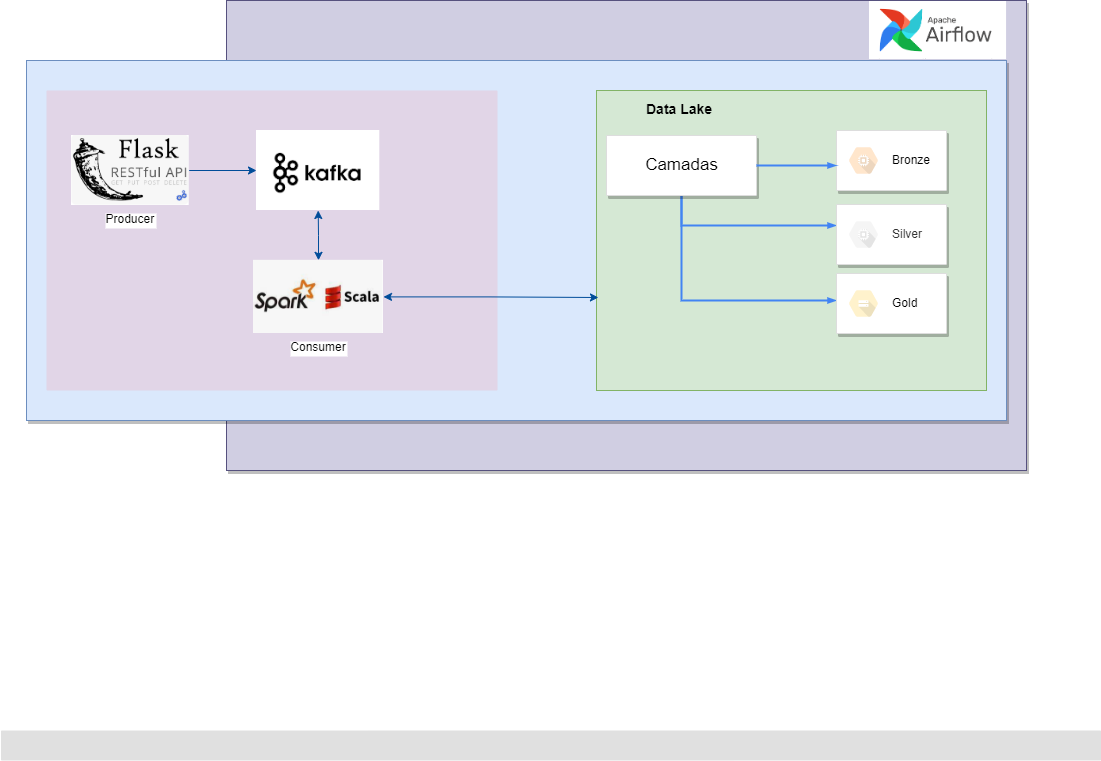 Apache
Airflow
Data Lake
Flask
RESTful API
GET PUT POST DELETE
Producer
kafka
Spark
Scala
Consumer
Camadas
Bronze
Silver
Gold